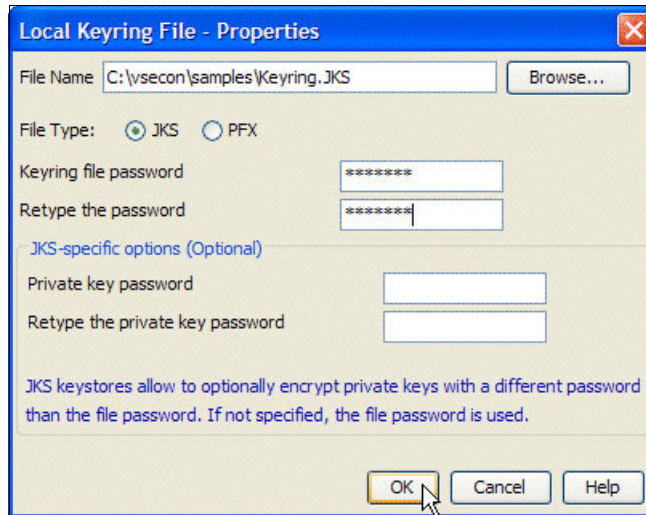 Local Keyring File - Properties
File Name C:\vsecon\samples\Keyring.JKS Browse...
File Type: JKS PFX
Keyring file password *******
Retype the password *******
JKS-specific options (Optional)
Private key password
Retype the private key password
JKS keystores allow to optionally encrypt private keys with a different password
than the file password. If not specified, the file password is used.
OK Cancel Help